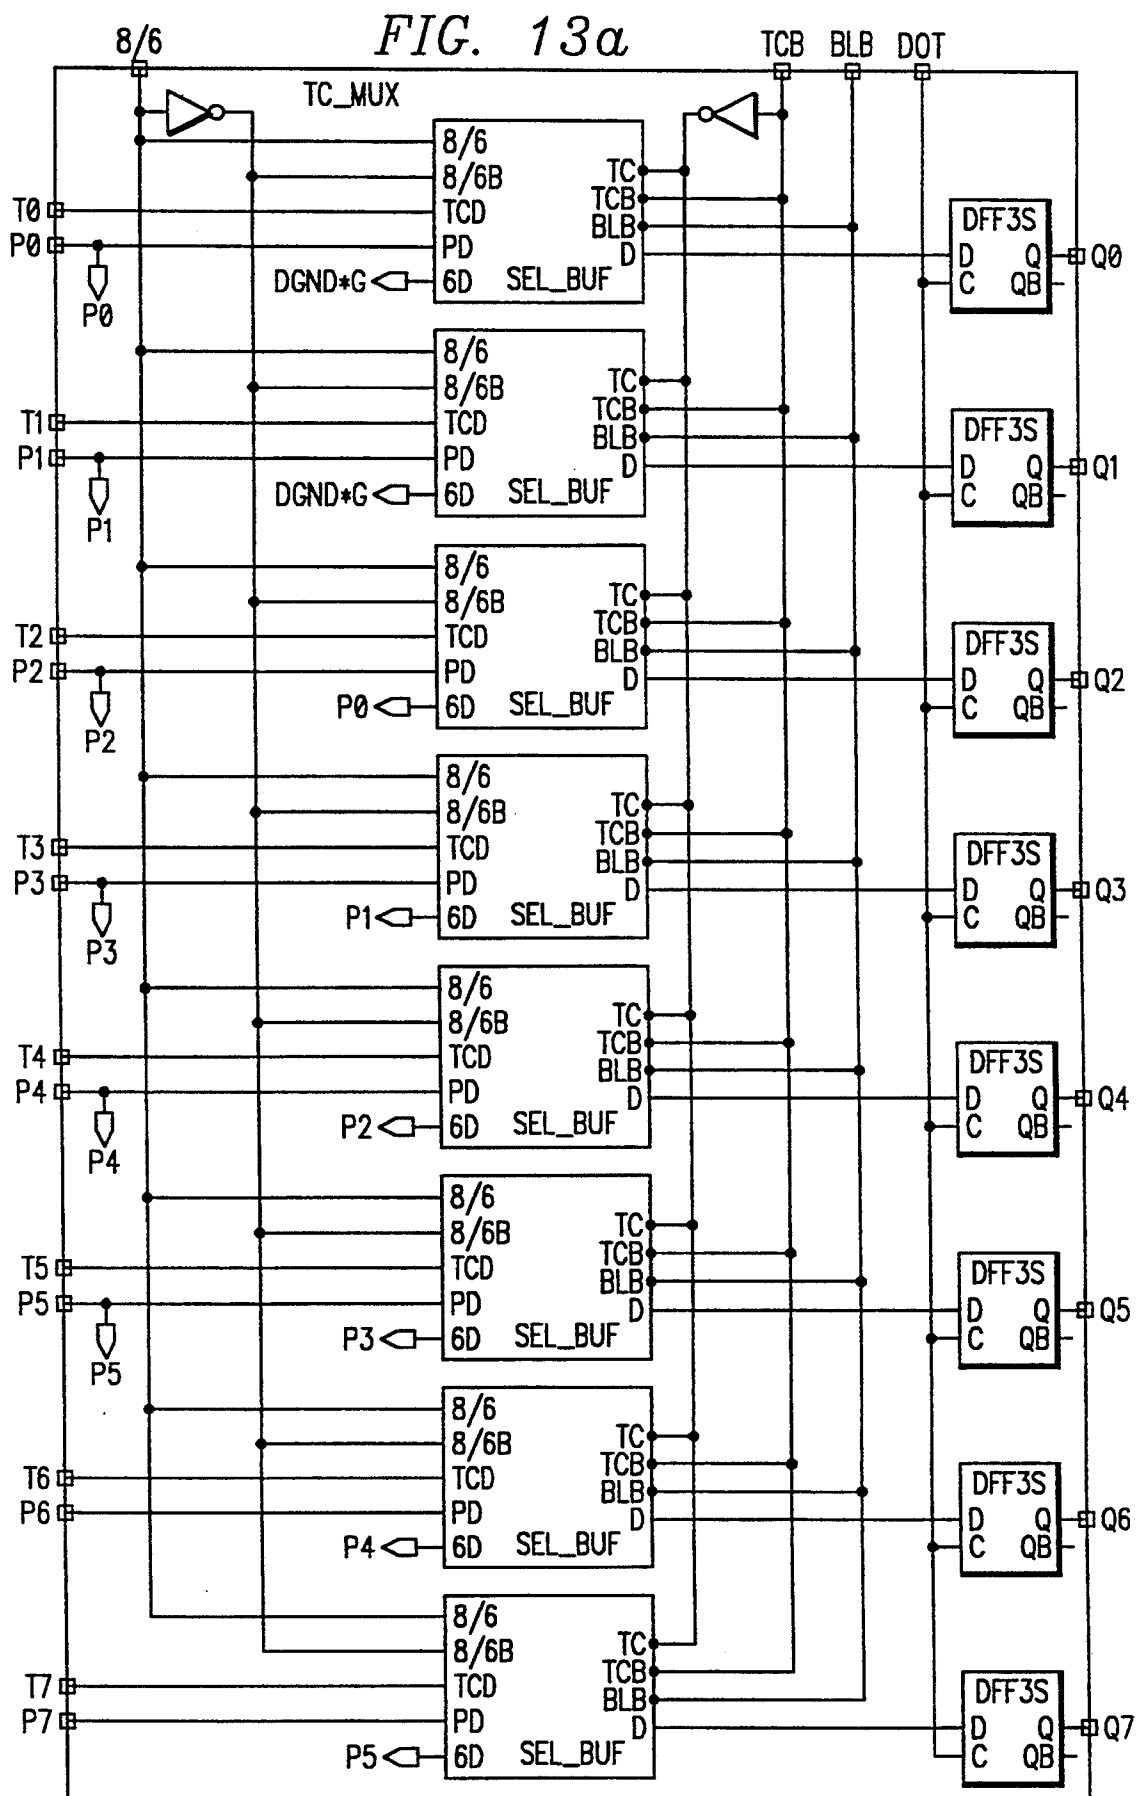 FIG. 13a
8/6 TCB BLB DOT
TC_MUX
8/6
8/6B TC
T0 TCD TCB DFF3S
P0 PD BLB D D Q Q0
DGND*G 6D SEL_BUF C QB
P0
8/6
8/6B TC
T1 TCD TCB DFF3S
P1 PD BLB D D Q Q1
DGND*G 6D SEL_BUF C QB
P1
8/6
8/6B TC
T2 TCD TCB DFF3S
P2 PD BLB D D Q Q2
P0 6D SEL_BUF C QB
P2
8/6
8/6B TC
T3 TCD TCB DFF3S
P3 PD BLB D D Q Q3
P1 6D SEL_BUF C QB
P3
8/6
8/6B TC
T4 TCD TCB DFF3S
P4 PD BLB D D Q Q4
P2 6D SEL_BUF C QB
P4
8/6
8/6B TC
T5 TCD TCB DFF3S
P5 PD BLB D D Q Q5
P3 6D SEL_BUF C QB
P5
8/6
8/6B TC
T6 TCD TCB DFF3S
P6 PD BLB D D Q Q6
P4 6D SEL_BUF C QB
8/6
8/6B TC
T7 TCD TCB DFF3S
P7 PD BLB D D Q Q7
P5 6D SEL_BUF C QB